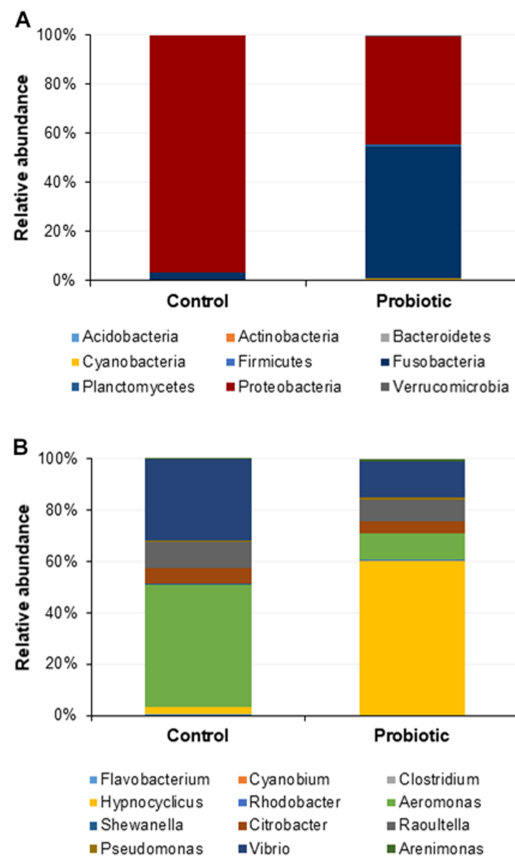 A
100%
80%
60%
40%
20%
0%
Relative abundance
Control Probiotic
Acidobacteria Actinobacteria Bacteroidetes
Cyanobacteria Firmicutes Fusobacteria
Planctomycetes Proteobacteria Verrucomicrobia
B
100%
80%
60%
40%
20%
0%
Relative abundance
Control Probiotic
Flavobacterium Cyanobium Clostridium
Hypnocyclicus Rhodobacter Aeromonas
Shewanella Citrobacter Raoultella
Pseudomonas Vibrio Arenimonas